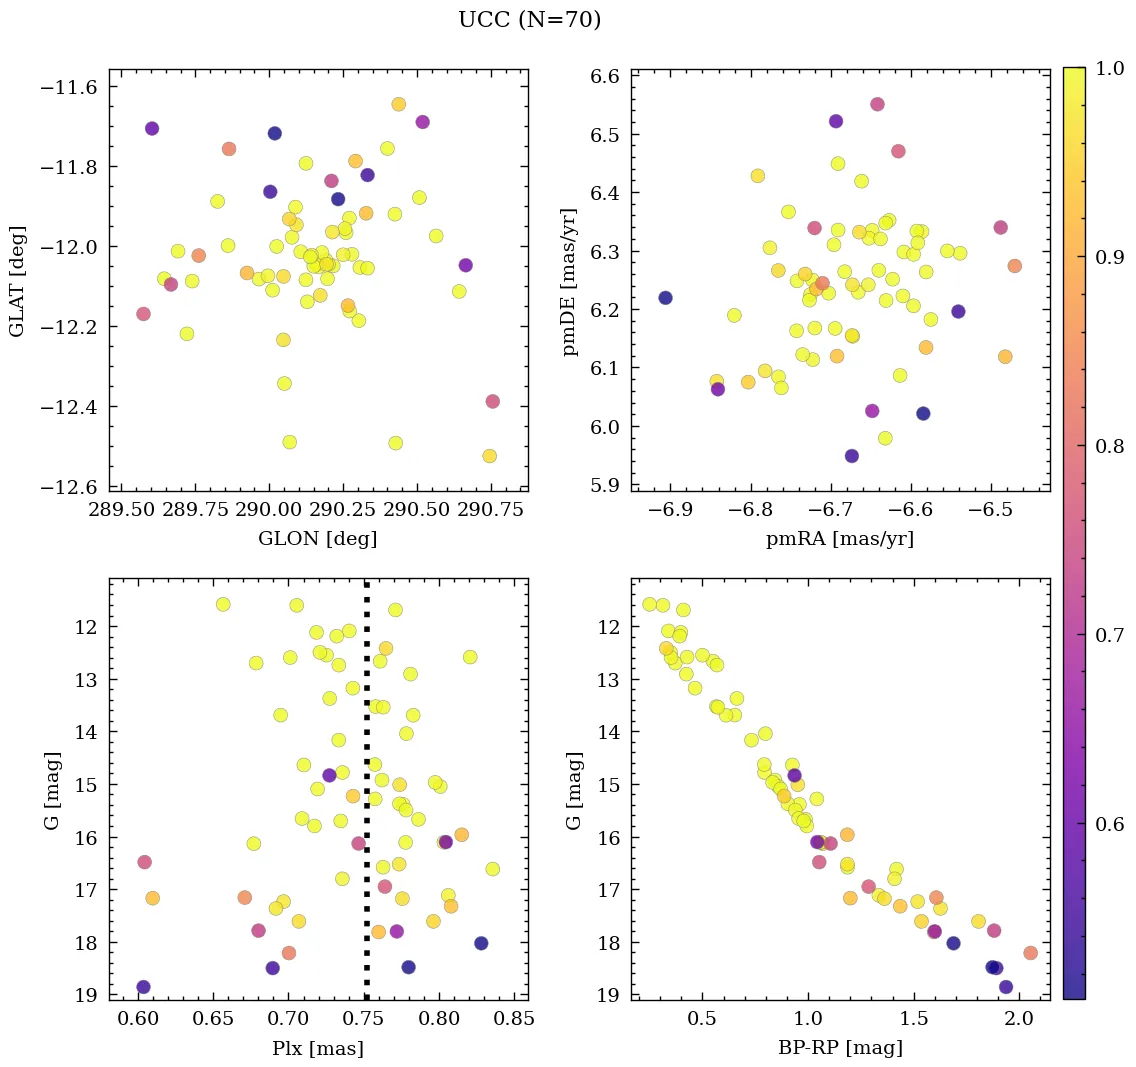 UCC (N=70)
−11.6
−11.8
−12.0
−12.2
−12.4
−12.6
GLAT [deg]
289.50 289.75 290.00 290.25 290.50 290.75
GLON [deg]
6.6
6.5
6.4
6.3
6.2
6.1
6.0
5.9
pmDE [mas/yr]
−6.9 −6.8 −6.7 −6.6 −6.5
pmRA [mas/yr]
12
13
14
15
16
17
18
19
G [mag]
0.60 0.65 0.70 0.75 0.80 0.85
Plx [mas]
12
13
14
15
16
17
18
19
G [mag]
0.5 1.0 1.5 2.0
BP-RP [mag]
1.0
0.9
0.8
0.7
0.6